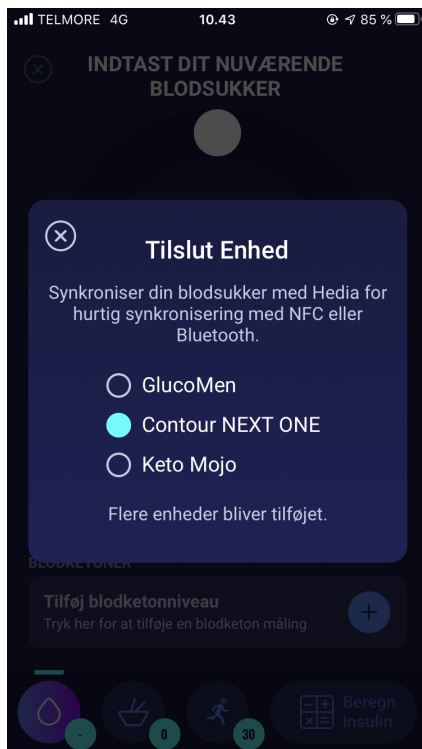 TELMORE 4G 10.43 85 %
INDTAST DIT NUVÆRENDE
BLODSUKKER
Tilslut Enhed
Synkroniser din blodsukker med Hedia for
hurtig synkronisering med NFC eller
Bluetooth.
GlucoMen
Contour NEXT ONE
Keto Mojo
Flere enheder bliver tilføjet.
BLODKETONER
Tilføj blodketonniveau
Tryk her for at tilføje en blodketon måling
- 0 30
Beregn
Insulin